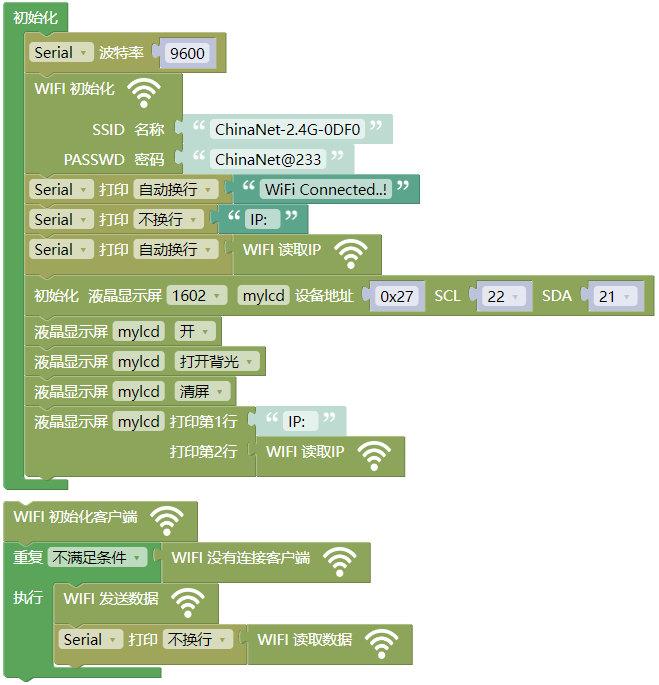 初始化
Serial 波特率 9600
WIFI 初始化
SSID 名称 “ ChinaNet-2.4G-0DF0 ”
PASSWD 密码 “ ChinaNet@233 ”
Serial 打印 自动换行 “ WiFi Connected..! ”
Serial 打印 不换行 “ IP: ”
Serial 打印 自动换行 WIFI 读取IP
初始化 液晶显示屏 1602 mylcd 设备地址 0x27 SCL 22 SDA 21
液晶显示屏 mylcd 开
液晶显示屏 mylcd 打开背光
液晶显示屏 mylcd 清屏
液晶显示屏 mylcd 打印第1行 “ IP: ”
打印第2行 WIFI 读取IP
WIFI 初始化客户端
重复 不满足条件 WIFI 没有连接客户端
执行 WIFI 发送数据
Serial 打印 不换行 WIFI 读取数据